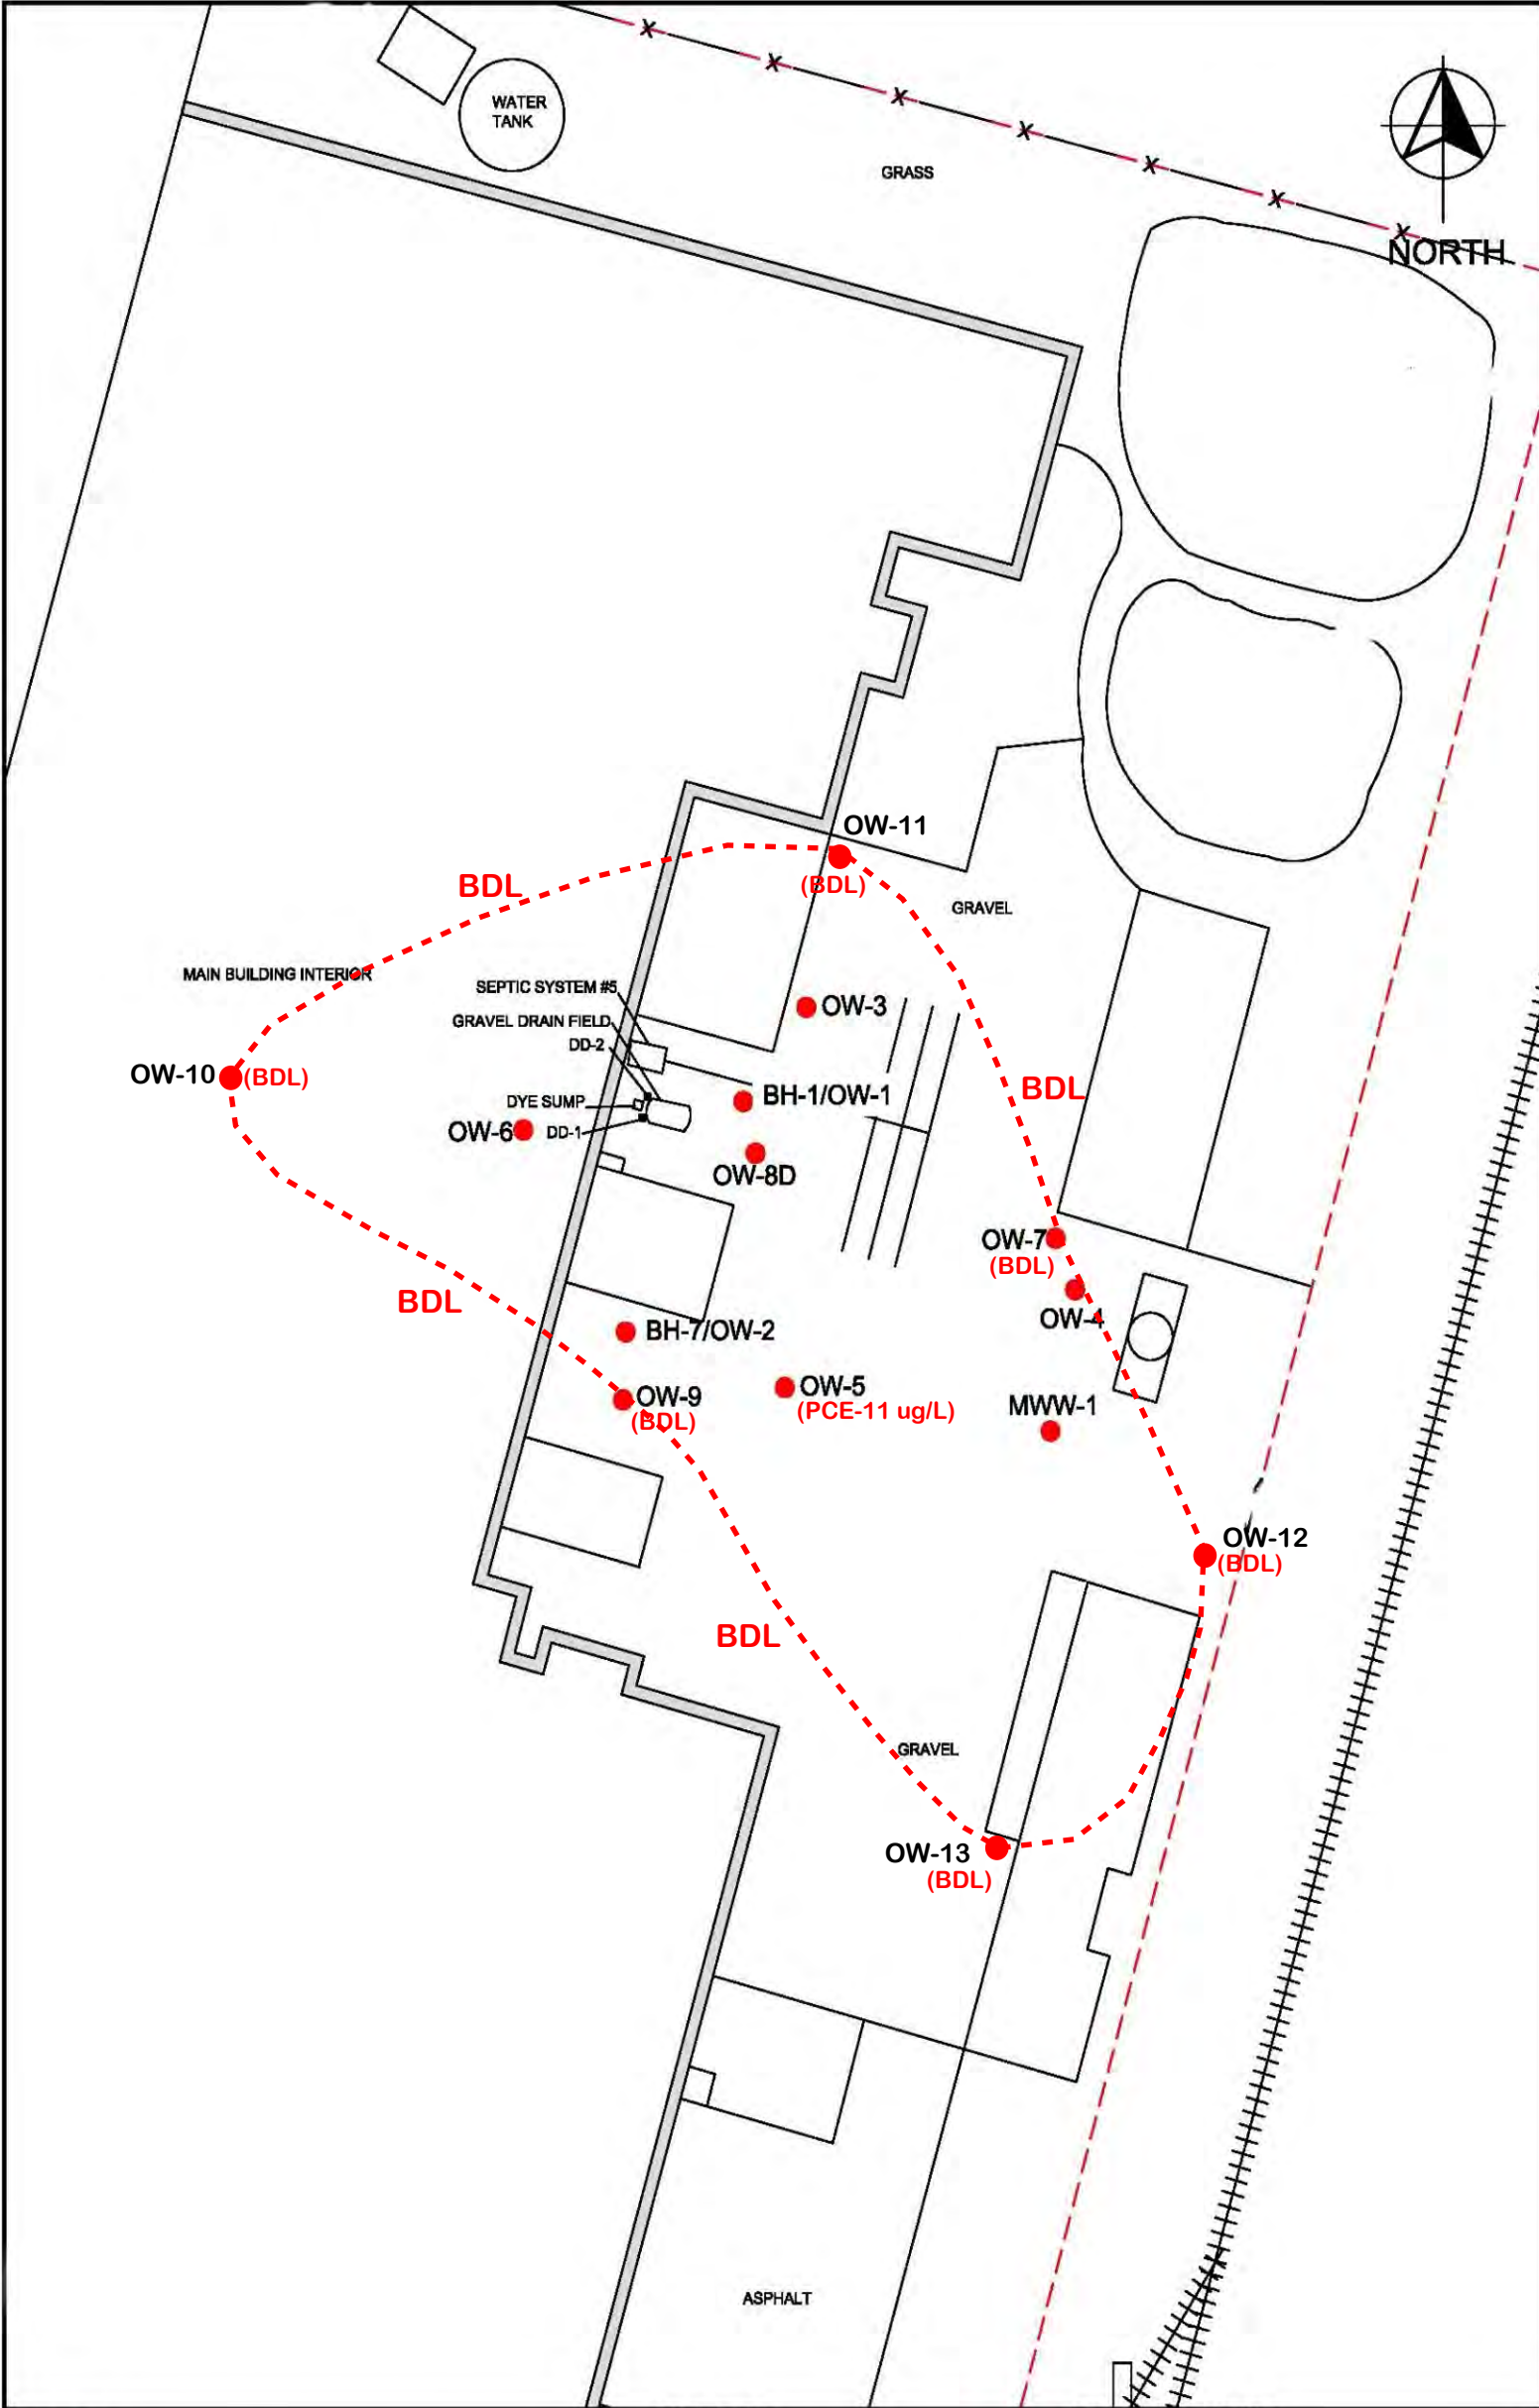 WATER
TANK
GRASS
NORTH
OW-11
(BDL)
BDL
GRAVEL
MAIN BUILDING INTERIOR
SEPTIC SYSTEM #5
OW-3
GRAVEL DRAIN FIELD
DD-2
OW-10
(BDL)
BDL
DYE SUMP
BH-1/OW-1
OW-6
DD-1
OW-8D
OW-7
(BDL)
BDL
OW-4
BH-7/OW-2
OW-9
(BDL)
OW-5
(PCE-11 ug/L)
MWW-1
OW-12
(BDL)
BDL
GRAVEL
OW-13
(BDL)
ASPHALT